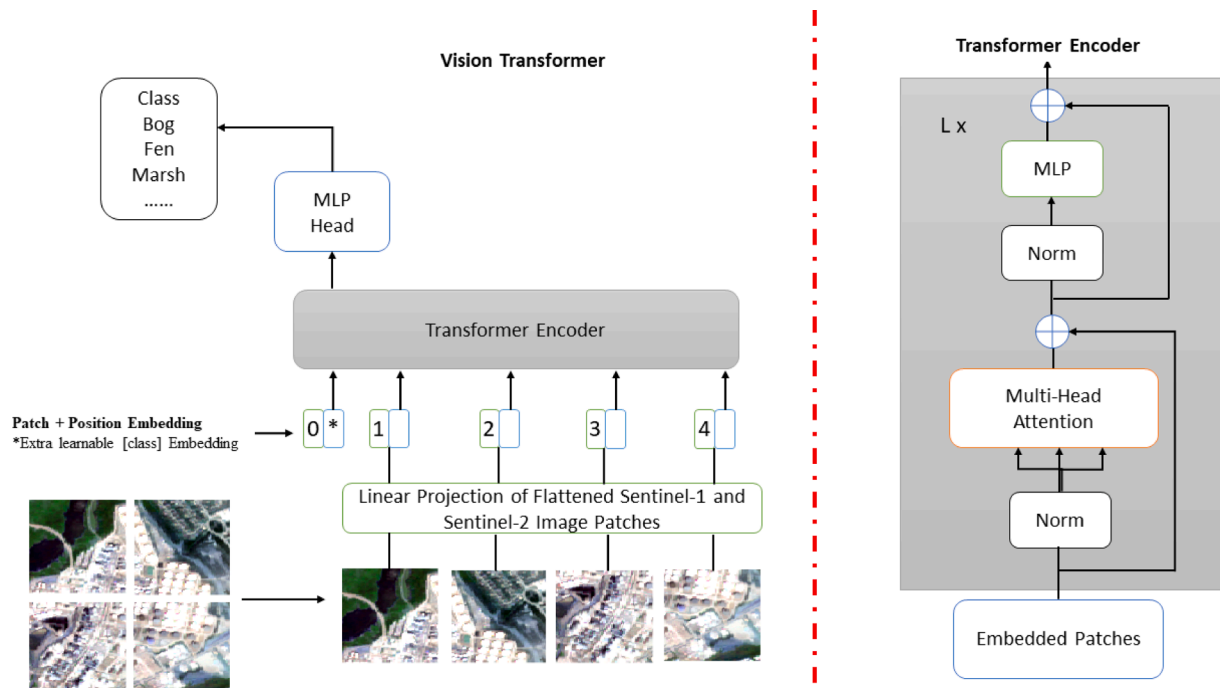 Vision Transformer
Class
Bog
Fen
Marsh
......
MLP
Head
Transformer Encoder
Patch + Position Embedding
*Extra learnable [class] Embedding
0 * 1 2 3 4
Linear Projection of Flattened Sentinel-1 and
Sentinel-2 Image Patches
Transformer Encoder
L x
MLP
Norm
Multi-Head
Attention
Norm
Embedded Patches